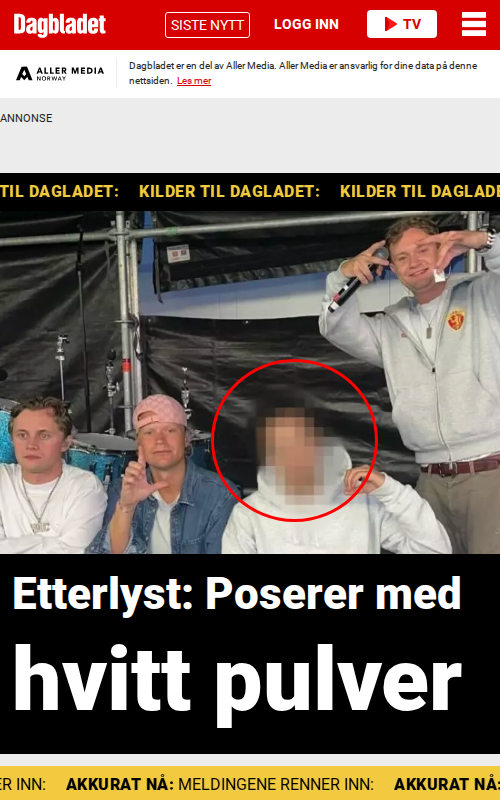 Dagbladet
SISTE NYTT
LOGG INN
TV
ALLER MEDIA
NORWAY
Dagbladet er en del av Aller Media. Aller Media er ansvarlig for dine data på denne
nettsiden. Les mer
ANNONSE
TIL DAGLADET: KILDER TIL DAGBLADET: KILDER TIL DAGLADE
Etterlyst: Poserer med
hvitt pulver
ER INN: AKKURAT NÅ: MELDINGENE RENNER INN: AKKURAT NÅ: